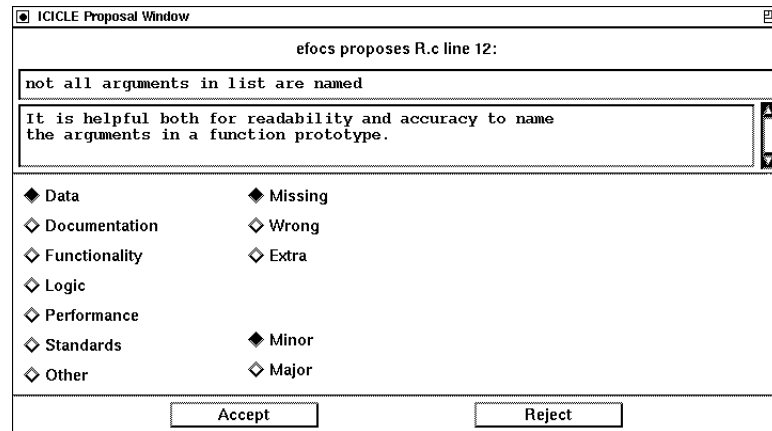 ICICLE Proposal Window
efocs proposes R.c line 12:
not all arguments in list are named
It is helpful both for readability and accuracy to name
the arguments in a function prototype.
Data
Missing
Documentation
Wrong
Functionality
Extra
Logic
Performance
Standards
Minor
Other
Major
Accept
Reject